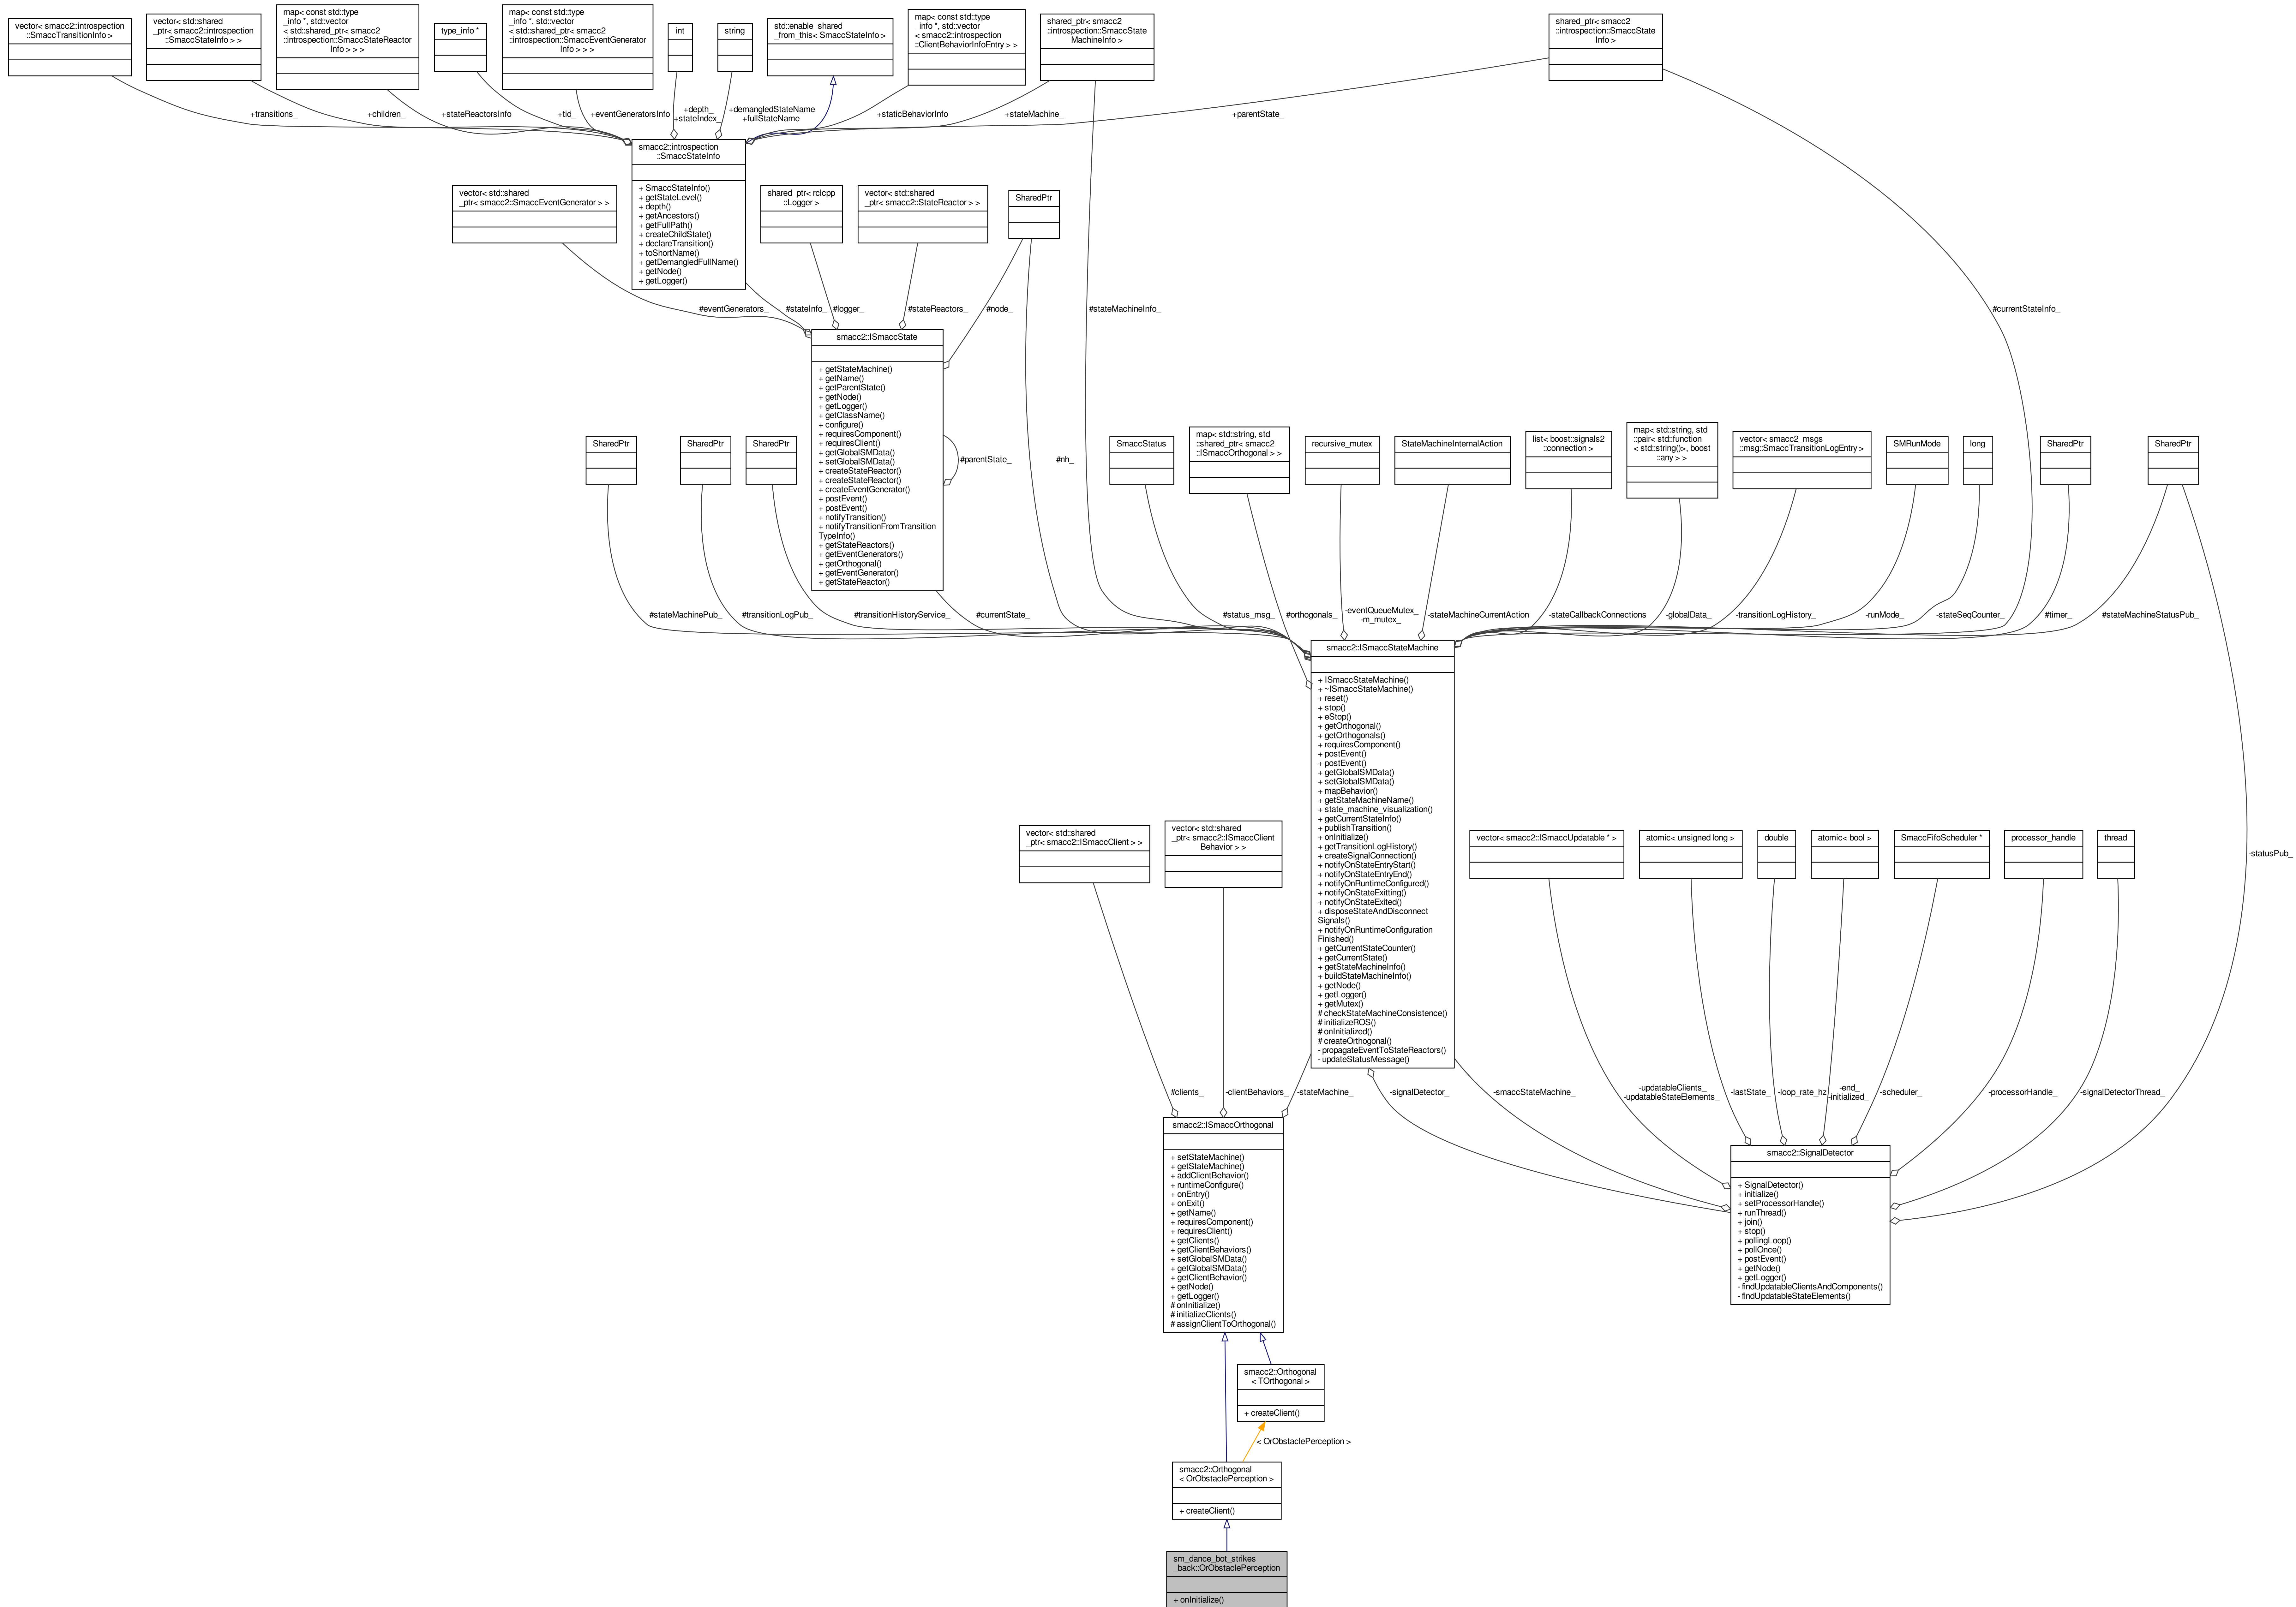 vector< smacc2::introspection
::SmaccTransitionInfo >
vector< std::shared
_ptr< smacc2::introspection
::SmaccStateInfo > >
map< const std::type
_info *, std::vector
< std::shared_ptr< smacc2
::introspection::SmaccStateReactor
Info > > >
type_info *
map< const std::type
_info *, std::vector
< std::shared_ptr< smacc2
::introspection::SmaccEventGenerator
Info > > >
int
string
std::enable_shared
_from_this< SmaccStateInfo >
map< const std::type
_info *, std::vector
< smacc2::introspection
::ClientBehaviorInfoEntry > >
shared_ptr< smacc2
::introspection::SmaccState
MachineInfo >
shared_ptr< smacc2
::introspection::SmaccState
Info >
+transitions_
+children_
+stateReactorsInfo
+tid_
+eventGeneratorsInfo
+depth_
+stateIndex_
+demangledStateName
+fullStateName
+staticBehaviorInfo
+stateMachine_
+parentState_
smacc2::introspection
::SmaccStateInfo
+ SmaccStateInfo()
+ getStateLevel()
+ depth()
+ getAncestors()
+ getFullPath()
+ createChildState()
+ declareTransition()
+ toShortName()
+ getDemangledFullName()
+ getNode()
+ getLogger()
vector< std::shared
_ptr< smacc2::SmaccEventGenerator > >
shared_ptr< rclcpp
::Logger >
vector< std::shared
_ptr< smacc2::StateReactor > >
SharedPtr
#eventGenerators_
#stateInfo_
#logger_
#stateReactors_
#node_
#stateMachineInfo_
#currentStateInfo_
smacc2::ISmaccState
+ getStateMachine()
+ getName()
+ getParentState()
+ getNode()
+ getLogger()
+ getClassName()
+ configure()
+ requiresComponent()
+ requiresClient()
+ getGlobalSMData()
+ setGlobalSMData()
+ createStateReactor()
+ createStateReactor()
+ createEventGenerator()
+ postEvent()
+ postEvent()
+ notifyTransition()
+ notifyTransitionFromTransition
TypeInfo()
+ getStateReactors()
+ getEventGenerators()
+ getOrthogonal()
+ getEventGenerator()
+ getStateReactor()
#parentState_
#nh_
SharedPtr
SharedPtr
SharedPtr
SmaccStatus
map< std::string, std
::shared_ptr< smacc2
::ISmaccOrthogonal > >
recursive_mutex
StateMachineInternalAction
list< boost::signals2
::connection >
map< std::string, std
::pair< std::function
< std::string()>, boost
::any > >
vector< smacc2_msgs
::msg::SmaccTransitionLogEntry >
SMRunMode
long
SharedPtr
SharedPtr
#stateMachinePub_
#transitionLogPub_
#transitionHistoryService_
#currentState_
#status_msg_
#orthogonals_
-eventQueueMutex_
-m_mutex_
-stateMachineCurrentAction
-stateCallbackConnections
-globalData_
-transitionLogHistory_
-runMode_
-stateSeqCounter_
#timer_
#stateMachineStatusPub_
smacc2::ISmaccStateMachine
+ ISmaccStateMachine()
+ ~ISmaccStateMachine()
+ reset()
+ stop()
+ eStop()
+ getOrthogonal()
+ getOrthogonals()
+ requiresComponent()
+ postEvent()
+ postEvent()
+ getGlobalSMData()
+ setGlobalSMData()
+ mapBehavior()
+ getStateMachineName()
+ state_machine_visualization()
+ getCurrentStateInfo()
+ publishTransition()
+ onInitialize()
+ getTransitionLogHistory()
+ createSignalConnection()
+ notifyOnStateEntryStart()
+ notifyOnStateEntryEnd()
+ notifyOnRuntimeConfigured()
+ notifyOnStateExitting()
+ notifyOnStateExited()
+ disposeStateAndDisconnect
Signals()
+ notifyOnRuntimeConfiguration
Finished()
+ getCurrentStateCounter()
+ getCurrentState()
+ getStateMachineInfo()
+ buildStateMachineInfo()
+ getNode()
+ getLogger()
+ getMutex()
# checkStateMachineConsistence()
# initializeROS()
# onInitialized()
# createOrthogonal()
- propagateEventToStateReactors()
- updateStatusMessage()
vector< std::shared
_ptr< smacc2::ISmaccClient > >
vector< std::shared
_ptr< smacc2::ISmaccClient
Behavior > >
vector< smacc2::ISmaccUpdatable * >
atomic< unsigned long >
double
atomic< bool >
SmaccFifoScheduler *
processor_handle
thread
-statusPub_
#clients_
-clientBehaviors_
-stateMachine_
-signalDetector_
-smaccStateMachine_
-updatableClients_
-updatableStateElements_
-lastState_
-loop_rate_hz
-end_
-initialized_
-scheduler_
-processorHandle_
-signalDetectorThread_
smacc2::ISmaccOrthogonal
+ setStateMachine()
+ getStateMachine()
+ addClientBehavior()
+ runtimeConfigure()
+ onEntry()
+ onExit()
+ getName()
+ requiresComponent()
+ requiresClient()
+ getClients()
+ getClientBehaviors()
+ setGlobalSMData()
+ getGlobalSMData()
+ getClientBehavior()
+ getNode()
+ getLogger()
# onInitialize()
# initializeClients()
# assignClientToOrthogonal()
smacc2::SignalDetector
+ SignalDetector()
+ initialize()
+ setProcessorHandle()
+ runThread()
+ join()
+ stop()
+ pollingLoop()
+ pollOnce()
+ postEvent()
+ getNode()
+ getLogger()
- findUpdatableClientsAndComponents()
- findUpdatableStateElements()
smacc2::Orthogonal
< TOrthogonal >
+ createClient()
< OrObstaclePerception >
smacc2::Orthogonal
< OrObstaclePerception >
+ createClient()
sm_dance_bot_strikes
_back::OrObstaclePerception
+ onInitialize()